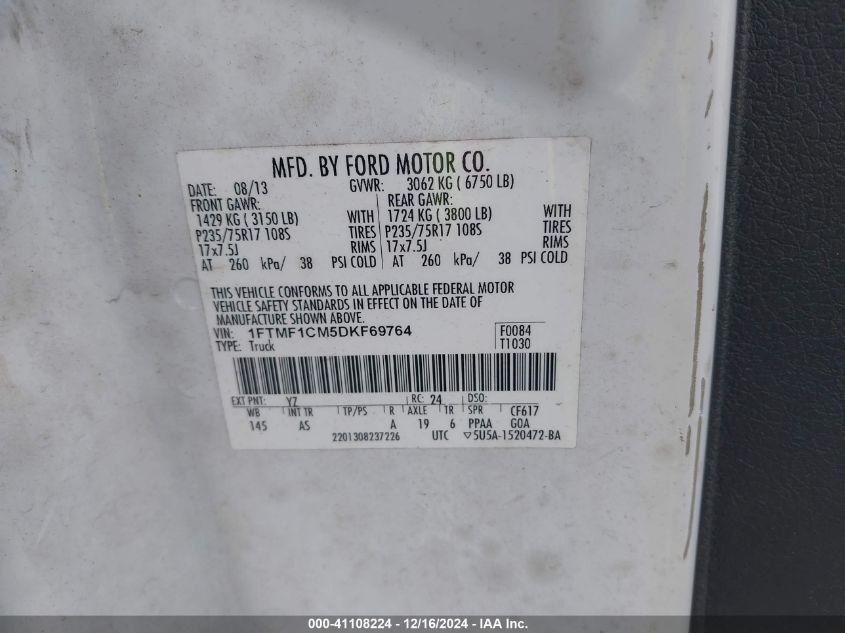 MFD. BY FORD MOTOR CO.
DATE: 08/13 GVWR: 3062 KG ( 6750 LB)
FRONT GAWR: REAR GAWR:
1429 KG ( 3150 LB) WITH 1724 KG ( 3800 LB) WITH
P235/75R17 108S TIRES P235/75R17 108S TIRES
17x7.5J RIMS 17x7.5J RIMS
AT 260 kPa/ 38 PSI COLD AT 260 kPa/ 38 PSI COLD
THIS VEHICLE CONFORMS TO ALL APPLICABLE FEDERAL MOTOR
VEHICLE SAFETY STANDARDS IN EFFECT ON THE DATE OF
MANUFACTURE SHOWN ABOVE.
VIN: 1FTMF1CM5DKF69764 F0084
TYPE: Truck T1030
EXT PNT: YZ RC: 24 DSO:
WB INT TR TP/PS R AXLE TR SPR CF617
145 AS A 19 6 PPAA GOA
2201308237226 UTC ▽5U5A-1520472-BA
000-41108224 - 12/16/2024 - IAA Inc.